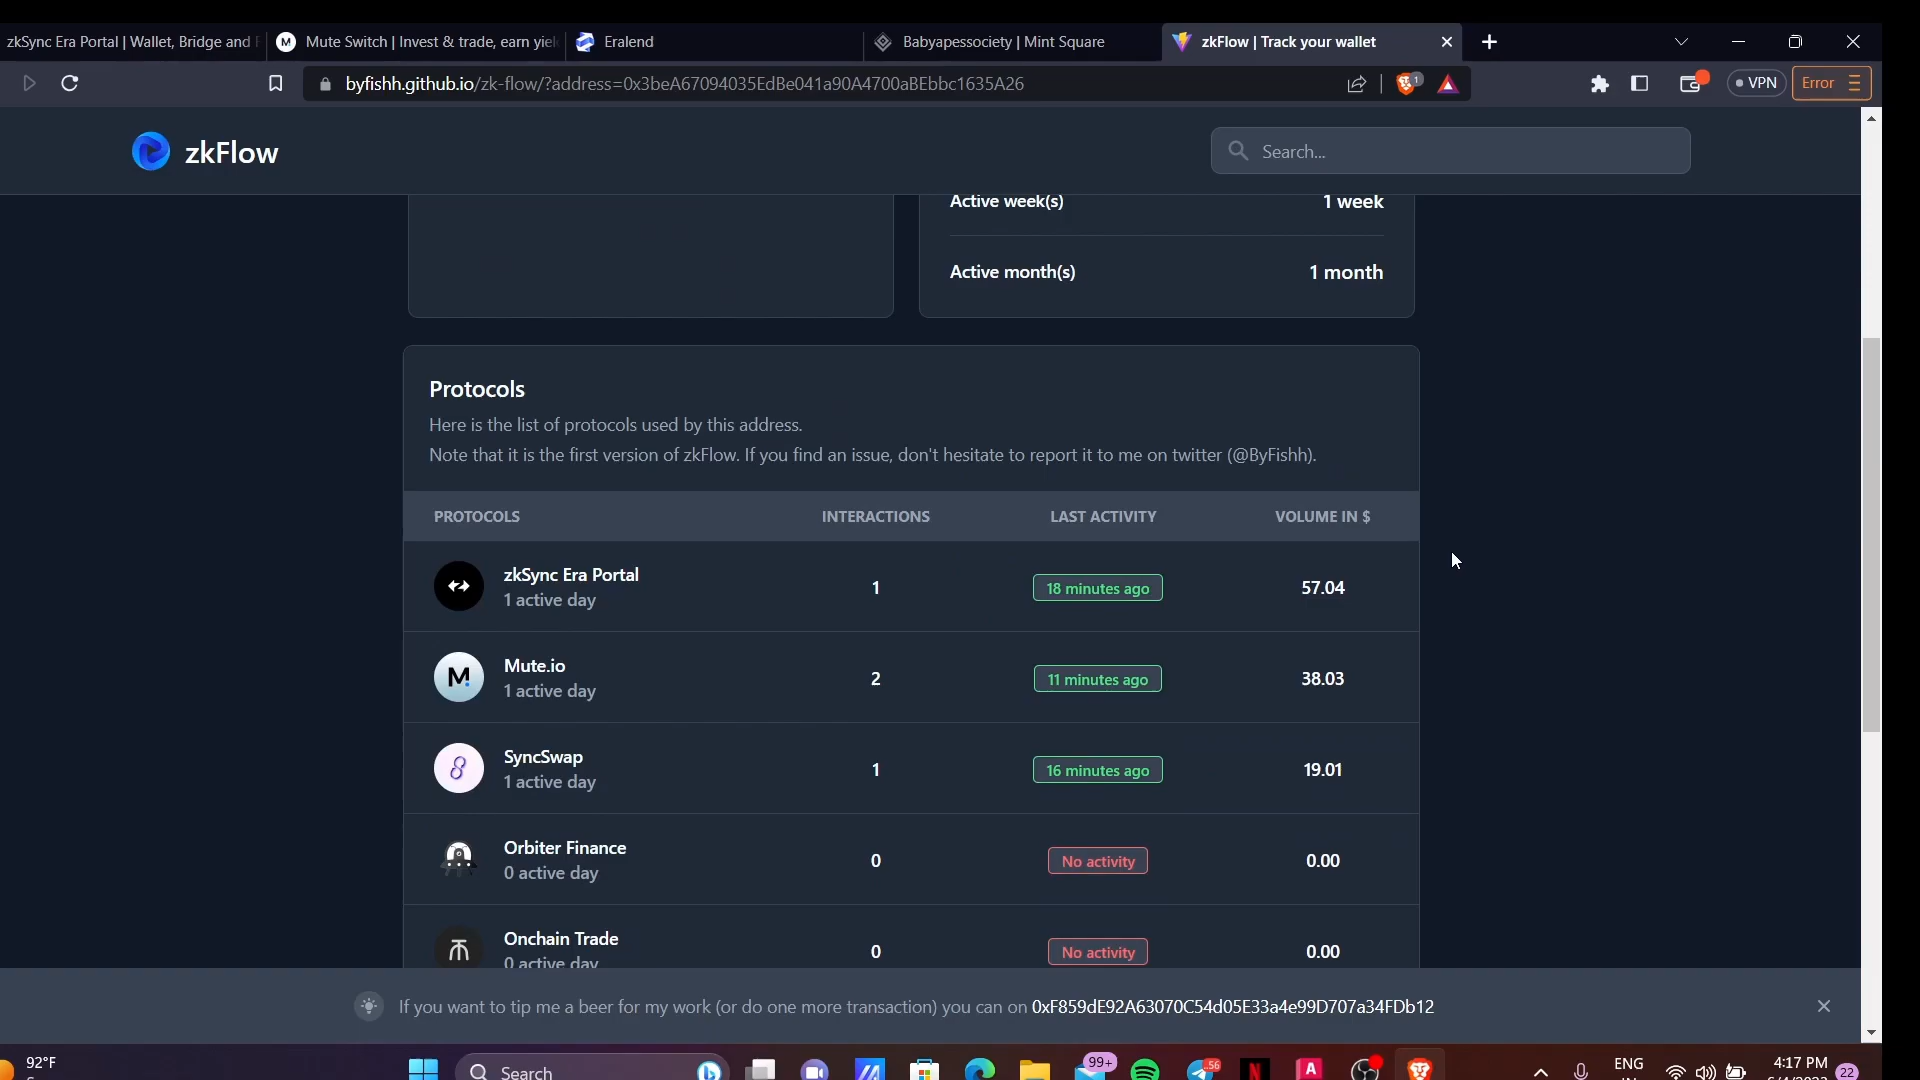 zkSync Era Portal | Wallet, Bridge and
Mute Switch | Invest & trade, earn yie
Eralend
Babyapessociety | Mint Square
zkFlow | Track your wallet
byfishh.github.io/zk-flow/?address=0x3beA67094035EdBe041a90A4700aBEbbc1635A26
1
VPN
Error
zkFlow
Search...
Active week(s) 1 week
Active month(s) 1 month
Protocols
Here is the list of protocols used by this address.
Note that it is the first version of zkFlow. If you find an issue, don't hesitate to report it to me on twitter (@ByFishh).
PROTOCOLS INTERACTIONS LAST ACTIVITY VOLUME IN $
zkSync Era Portal
1 active day
1 18 minutes ago 57.04
M.
Mute.io
1 active day
2 11 minutes ago 38.03
SyncSwap
1 active day
1 16 minutes ago 19.01
Orbiter Finance
0 active day
0 No activity 0.00
Onchain Trade
0 active day
0 No activity 0.00
If you want to tip me a beer for my work (or do one more transaction) you can on 0xF859dE92A63070C54d05E33a4e99D707a34FDb12
92°F
Search
99+
56
ENG
4:17 PM
22